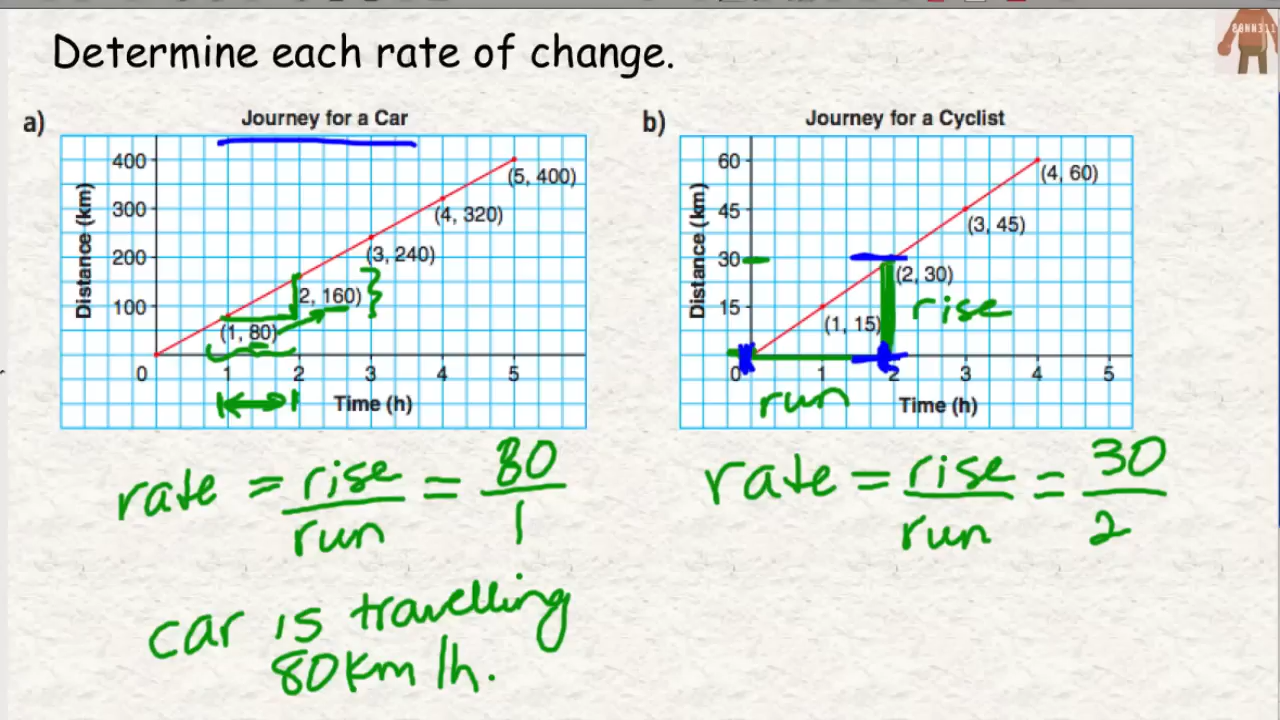 Determine each rate of change.
BONN311
a)
Journey for a Car
400
300
200
100
0
1
2
3
4
5
Distance (km)
Time (h)
(5, 400)
(4, 320)
(3, 240)
2, 160)
(1, 80)
b)
Journey for a Cyclist
60
45
30
15
0
1
2
3
4
5
Distance (km)
Time (h)
(4, 60)
(3, 45)
(2, 30)
(1, 15)
rise
run
rate = rise/run = 80/1
car is travelling
80km/h.
rate = rise/run = 30/2